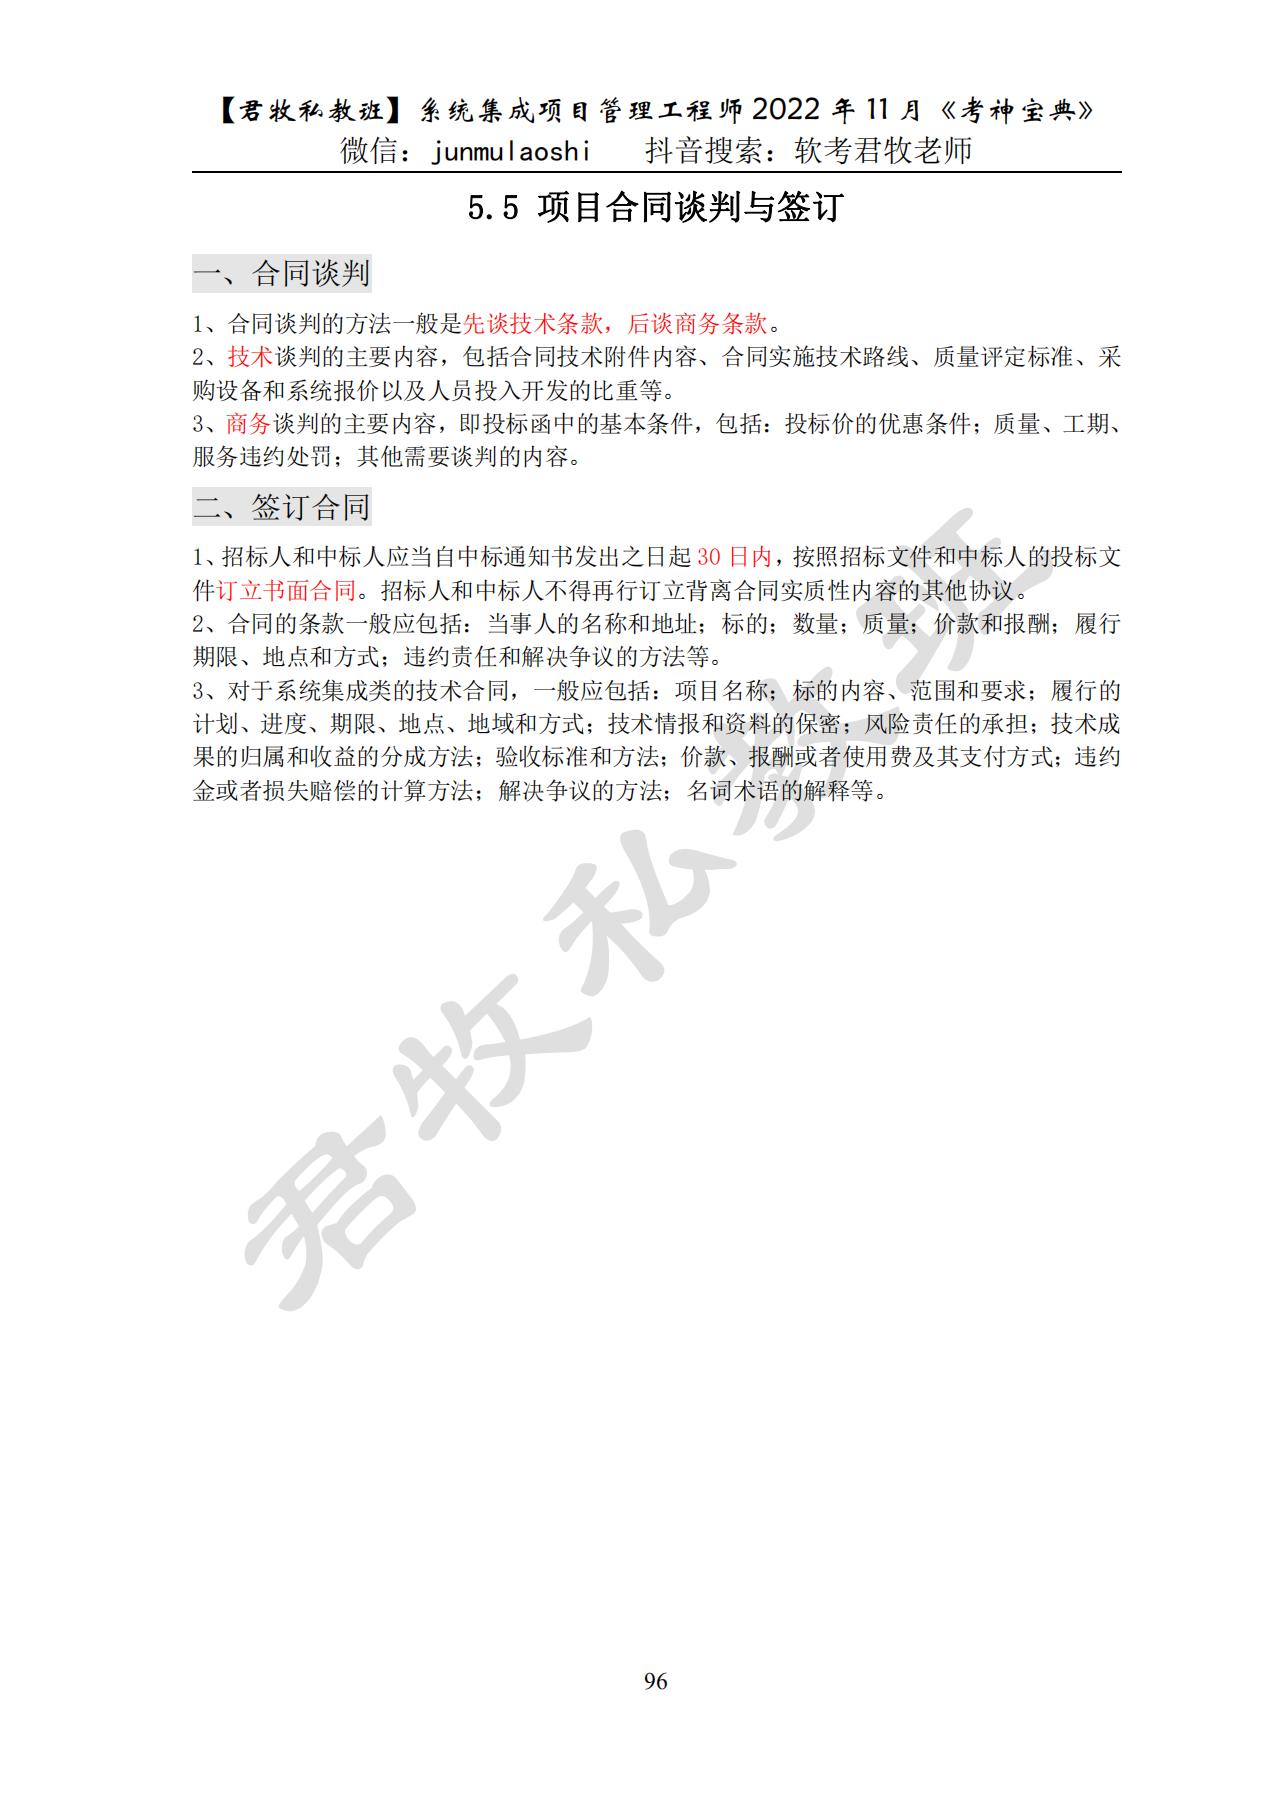 【君牧私教班】系统集成项目管理工程师 2022 年 11 月《考神宝典》
微信：junmulaoshi 抖音搜索：软考君牧老师
5.5 项目合同谈判与签订
一、合同谈判
1、合同谈判的方法一般是先谈技术条款，后谈商务条款。
2、技术谈判的主要内容，包括合同技术附件内容、合同实施技术路线、质量评定标准、采
购设备和系统报价以及人员投入开发的比重等。
3、商务谈判的主要内容，即投标函中的基本条件，包括：投标价的优惠条件；质量、工期、
服务违约处罚；其他需要谈判的内容。
二、签订合同
1、招标人和中标人应当自中标通知书发出之日起 30 日内，按照招标文件和中标人的投标文
件订立书面合同。招标人和中标人不得再行订立背离合同实质性内容的其他协议。
2、合同的条款一般应包括：当事人的名称和地址；标的；数量；质量；价款和报酬；履行
期限、地点和方式；违约责任和解决争议的方法等。
3、对于系统集成类的技术合同，一般应包括：项目名称；标的内容、范围和要求；履行的
计划、进度、期限、地点、地域和方式；技术情报和资料的保密；风险责任的承担；技术成
果的归属和收益的分成方法；验收标准和方法；价款、报酬或者使用费及其支付方式；违约
金或者损失赔偿的计算方法；解决争议的方法；名词术语的解释等。
君牧私教班
96